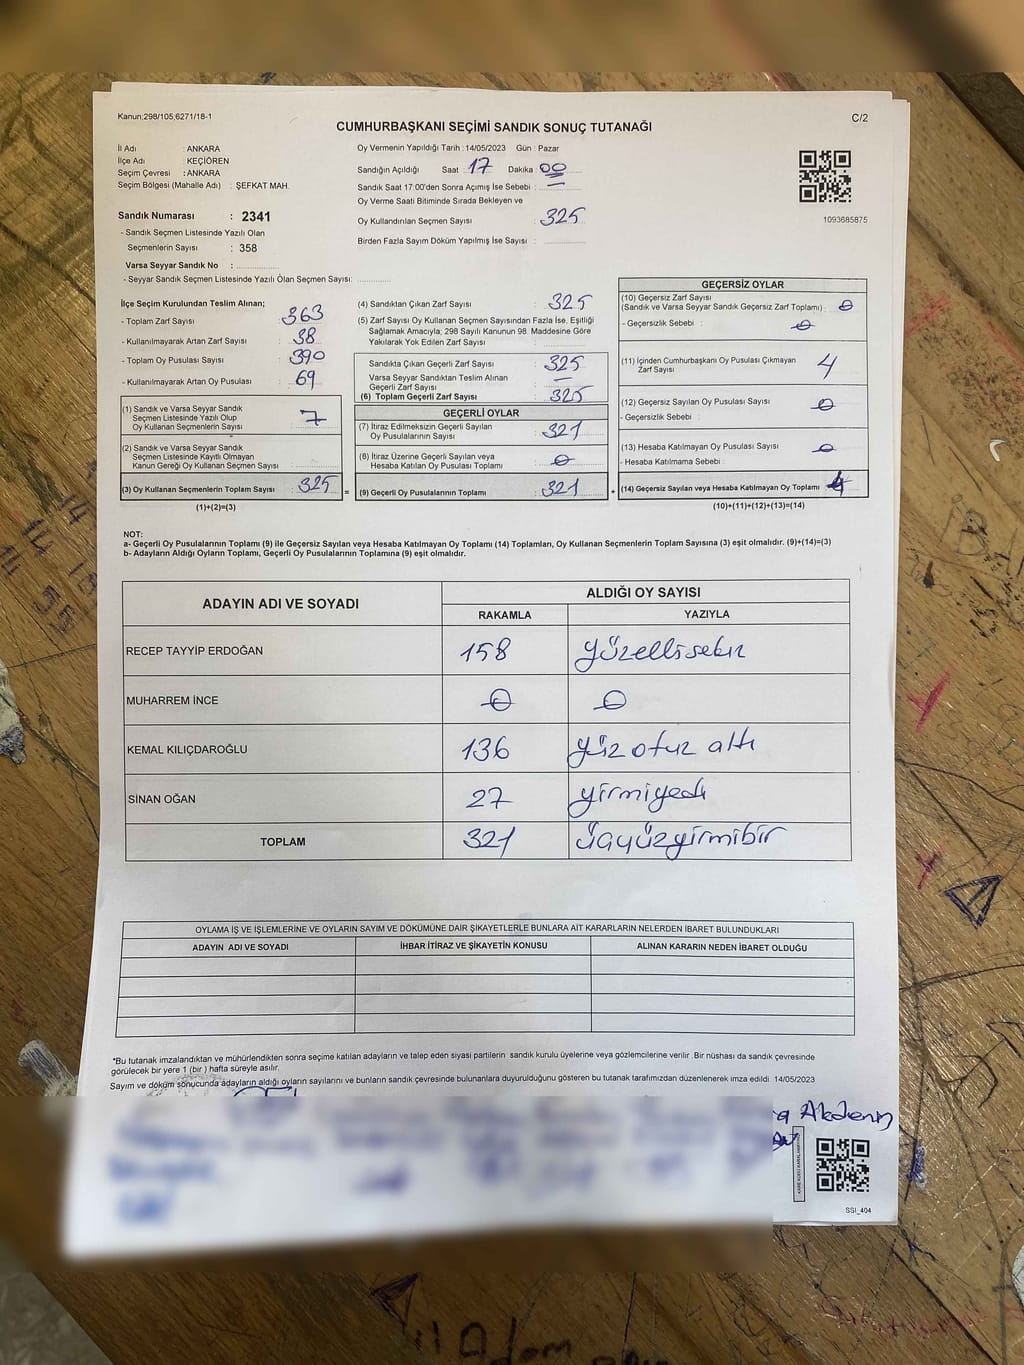 Kanun;298/105,6271/18-1
C/2
CUMHURBAŞKANI SEÇİMİ SANDIK SONUÇ TUTANAĞI
İl Adı : ANKARA
İlçe Adı : KEÇİÖREN
Seçim Çevresi : ANKARA
Seçim Bölgesi (Mahalle Adı) : ŞEFKAT MAH.
Sandık Numarası : 2341
- Sandık Seçmen Listesinde Yazılı Olan
Seçmenlerin Sayısı : 358
Varsa Seyyar Sandık No :
- Seyyar Sandık Seçmen Listesinde Yazılı Olan Seçmen Sayısı:
Oy Vermenin Yapıldığı Tarih : 14/05/2023 Gün : Pazar
Sandığın Açıldığı Saat : 17 Dakika : 00
Sandık Saat 17:00'den Sonra Açımış İse Sebebi : —
Oy Verme Saati Bitiminde Sırada Bekleyen ve
Oy Kullandırılan Seçmen Sayısı : 325
Birden Fazla Sayım Döküm Yapılmış İse Sayısı :
1093685875
İlçe Seçim Kurulundan Teslim Alınan;
- Toplam Zarf Sayısı : 363
- Kullanılmayarak Artan Zarf Sayısı : 38
- Toplam Oy Pusulası Sayısı : 390
- Kullanılmayarak Artan Oy Pusulası : 69
(1) Sandık ve Varsa Seyyar Sandık
Seçmen Listesinde Yazılı Olup
Oy Kullanan Seçmenlerin Sayısı : 7
(2) Sandık ve Varsa Seyyar Sandık
Seçmen Listesinde Kayıtlı Olmayan
Kanun Gereği Oy Kullanan Seçmen Sayısı :
(3) Oy Kullanan Seçmenlerin Toplam Sayısı : 325
(1)+(2)=(3)
(4) Sandıktan Çıkan Zarf Sayısı : 325
(5) Zarf Sayısı Oy Kullanan Seçmen Sayısından Fazla İse, Eşitliği
Sağlamak Amacıyla; 298 Sayılı Kanunun 98. Maddesine Göre
Yakılarak Yok Edilen Zarf Sayısı :
Sandıkta Çıkan Geçerli Zarf Sayısı : 325
Varsa Seyyar Sandıktan Teslim Alınan
Geçerli Zarf Sayısı : —
(6) Toplam Geçerli Zarf Sayısı : 325
GEÇERLİ OYLAR
(7) İtiraz Edilmeksizin Geçerli Sayılan
Oy Pusulalarının Sayısı : 321
(8) İtiraz Üzerine Geçerli Sayılan veya
Hesaba Katılan Oy Pusulası Toplamı : 0
= (9) Geçerli Oy Pusulalarının Toplamı : 321
GEÇERSİZ OYLAR
(10) Geçersiz Zarf Sayısı
(Sandık ve Varsa Seyyar Sandık Geçersiz Zarf Toplamı) : 0
- Geçersizlik Sebebi : 0
(11) İçinden Cumhurbaşkanı Oy Pusulası Çıkmayan
Zarf Sayısı : 4
(12) Geçersiz Sayılan Oy Pusulası Sayısı : 0
- Geçersizlik Sebebi :
(13) Hesaba Katılmayan Oy Pusulası Sayısı : 0
- Hesaba Katılmama Sebebi :
+ (14) Geçersiz Sayılan veya Hesaba Katılmayan Oy Toplamı : 4
(10)+(11)+(12)+(13)=(14)
NOT:
a- Geçerli Oy Pusulalarının Toplamı (9) ile Geçersiz Sayılan veya Hesaba Katılmayan Oy Toplamı (14) Toplamları, Oy Kullanan Seçmenlerin Toplam Sayısına (3) eşit olmalıdır. (9)+(14)=(3)
b- Adayların Aldığı Oyların Toplamı, Geçerli Oy Pusulalarının Toplamına (9) eşit olmalıdır.
ADAYIN ADI VE SOYADI
ALDIĞI OY SAYISI
RAKAMLA YAZIYLA
RECEP TAYYİP ERDOĞAN 158 yüzellisekiz
MUHARREM İNCE 0 0
KEMAL KILIÇDAROĞLU 136 yüz otuz altı
SİNAN OĞAN 27 yirmiyedi
TOPLAM 321 üçyüzyirmibir
OYLAMA İŞ VE İŞLEMLERİNE VE OYLARIN SAYIM VE DÖKÜMÜNE DAİR ŞİKAYETLERLE BUNLARA AİT KARARLARIN NELERDEN İBARET BULUNDUKLARI
ADAYIN ADI VE SOYADI İHBAR İTİRAZ VE ŞİKAYETİN KONUSU ALINAN KARARIN NEDEN İBARET OLDUĞU
*Bu tutanak imzalandıktan ve mühürlendikten sonra seçime katılan adayların ve talep eden siyasi partilerin sandık kurulu üyelerine veya gözlemcilerine verilir .Bir nüshası da sandık çevresinde
görülecek bir yere 1 (bir ) hafta süreyle asılır.
Sayım ve döküm sonucunda adayların aldığı oyların sayılarını ve bunların sandık çevresinde bulunanlara duyurulduğunu gösteren bu tutanak tarafımızdan düzenlenerek imza edildi. 14/05/2023
SSI_404